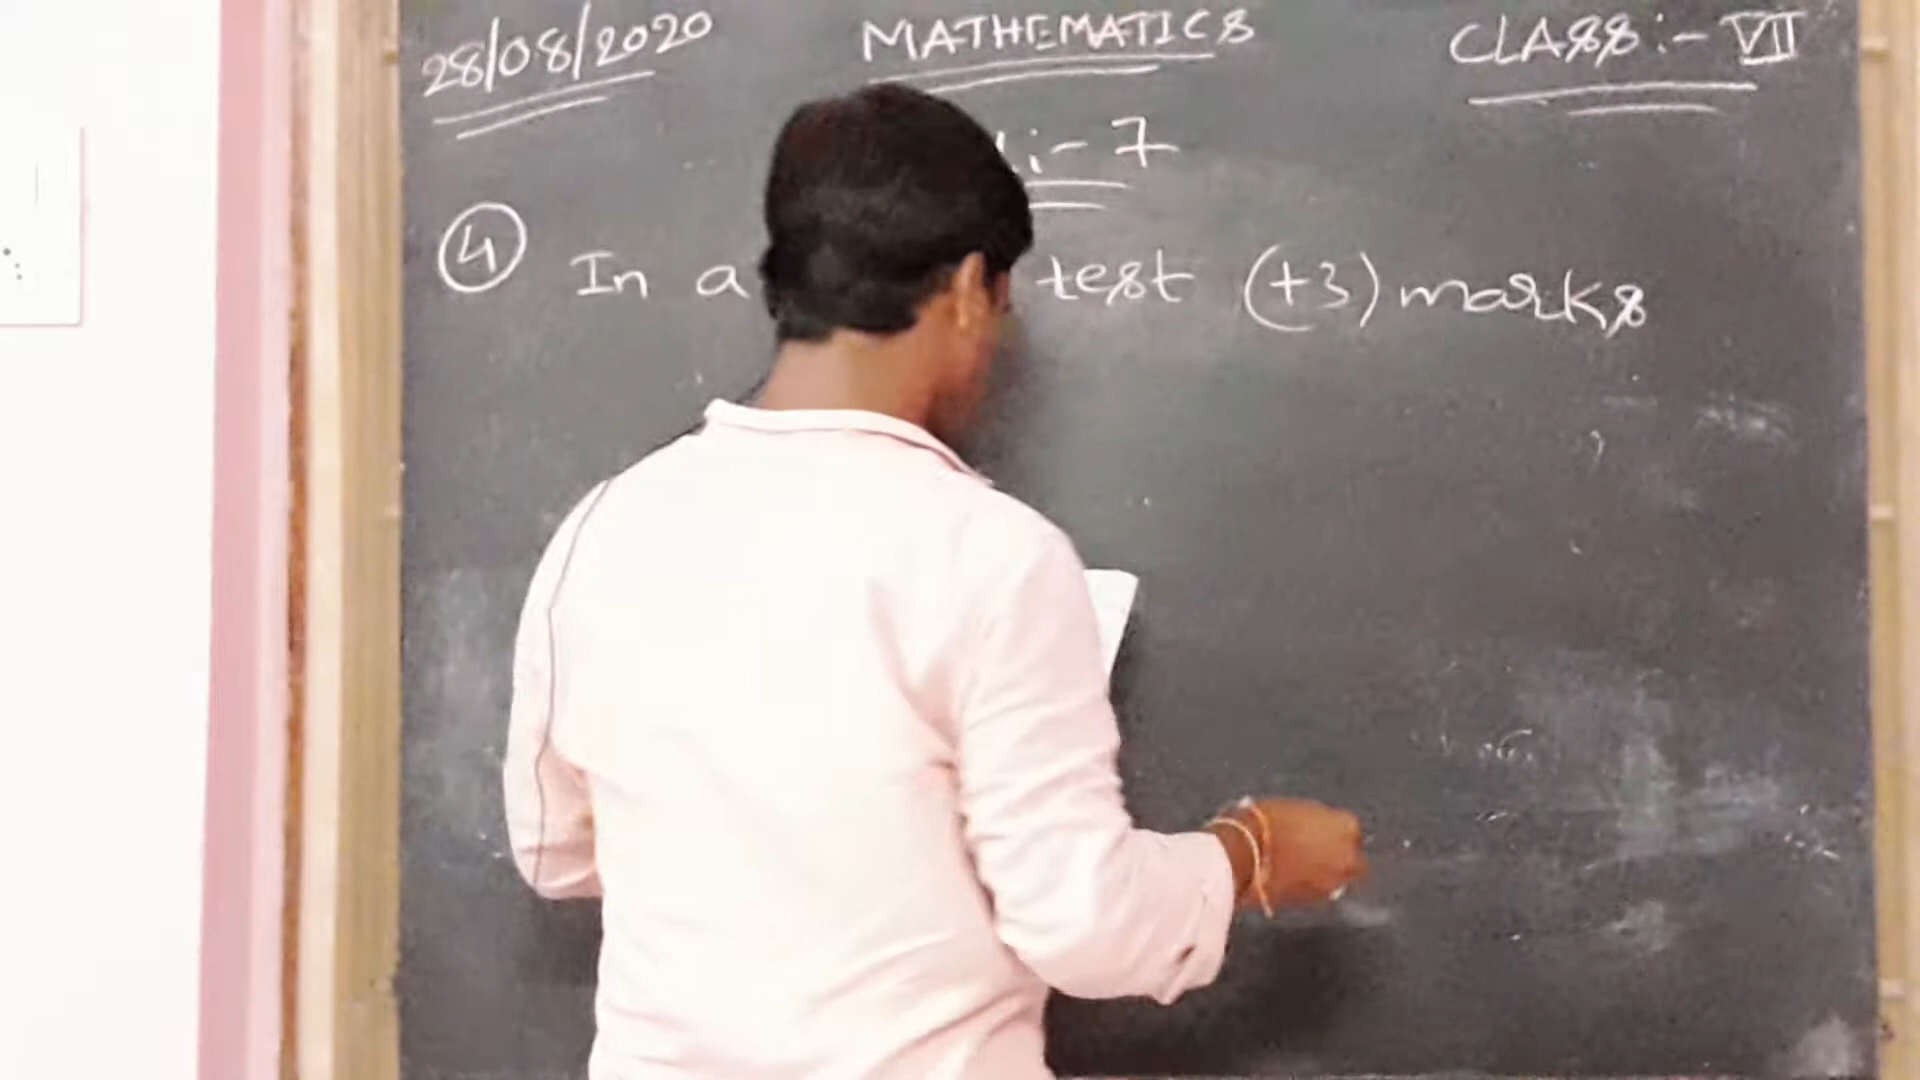 28/08/2020 MATHEMATICS CLASS:- VII
:- 7
4 In a test (+3) marks